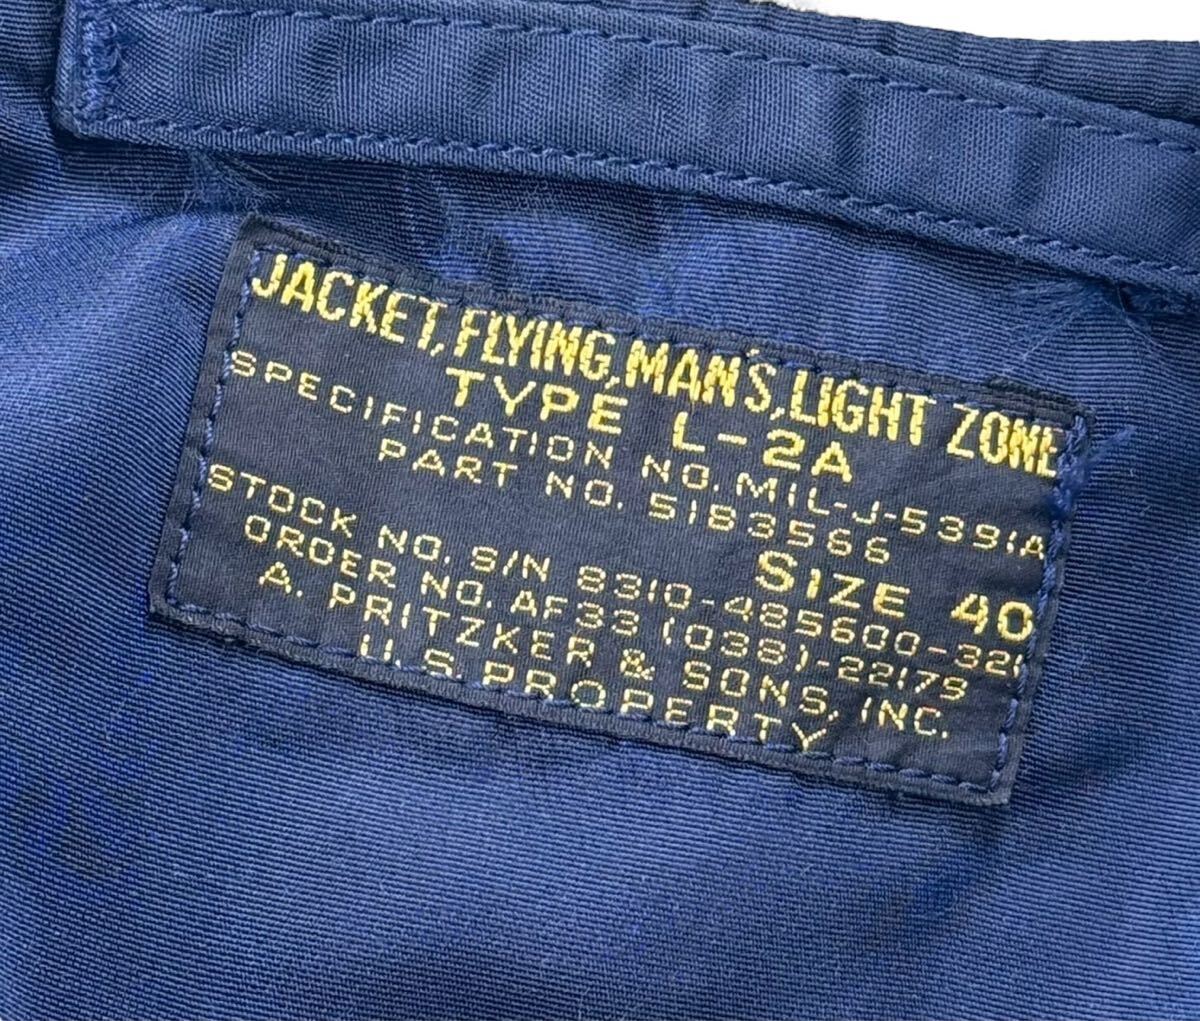 JACKET, FLYING, MAN'S, LIGHT ZONE
TYPE L-2A
SPECIFICATION NO. MIL-J-5391A
PART NO. 5183566
SIZE 40
STOCK NO. S/N 8310-485600-321
ORDER NO. AF33 (038)-22179
A. PRITZKER & SONS, INC.
U.S. PROPERTY